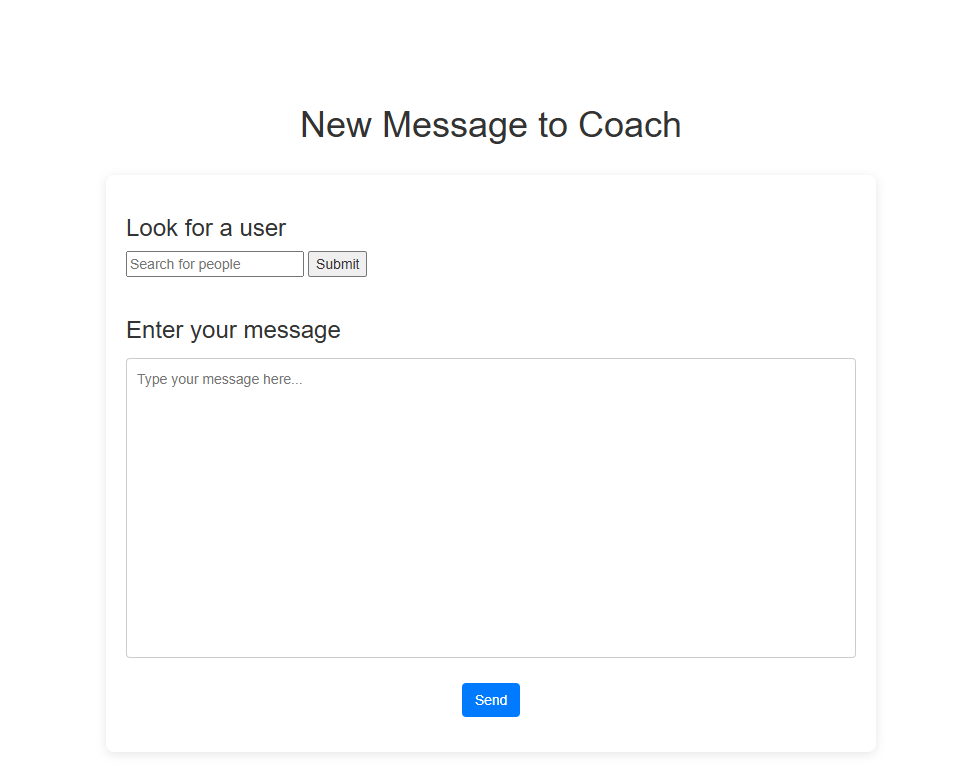 New Message to Coach
Look for a user
Search for people Submit
Enter your message
Type your message here...
Send